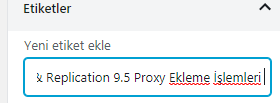 Etiketler
Yeni etiket ekle
Replication 9.5 Proxy Ekleme İşlemleri